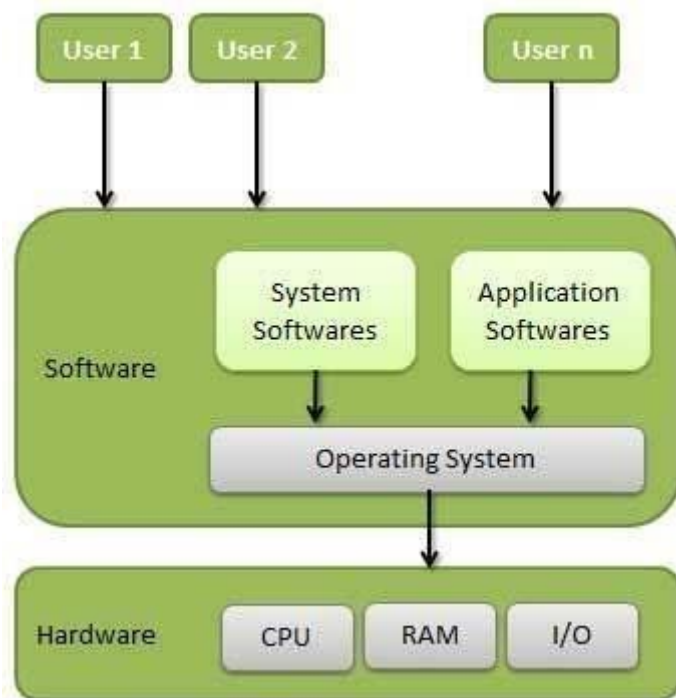 User 1
User 2
User n
System
Softwares
Application
Softwares
Software
Operating System
Hardware
CPU
RAM
I/O